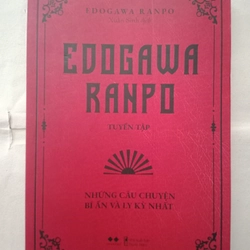 EDOGAWA RANPO
EDOGAWA
RANPO
TUYỂN TẬP
NHỮNG CÂU CHUYỆN
BÍ ẨN VÀ LY KỲ NHẤT